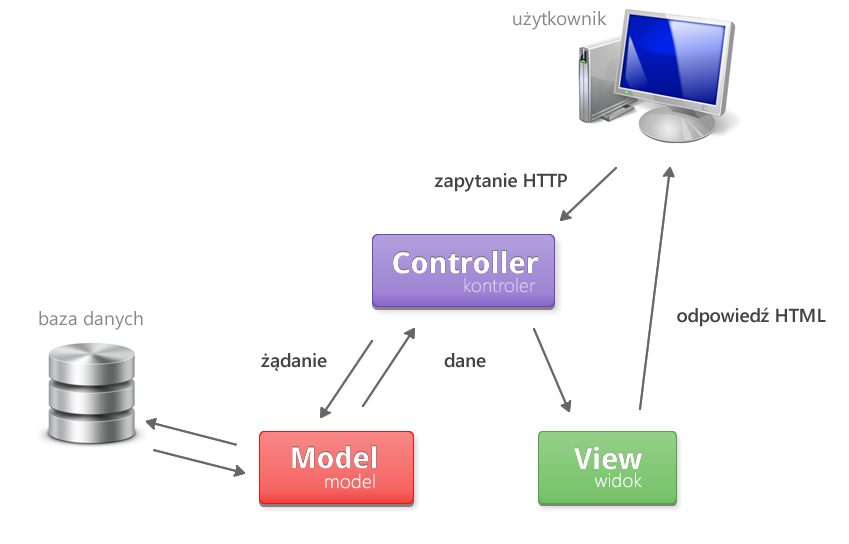 użytkownik
zapytanie HTTP
Controller
kontroler
baza danych
odpowiedź HTML
żądanie
dane
Model
model
View
widok